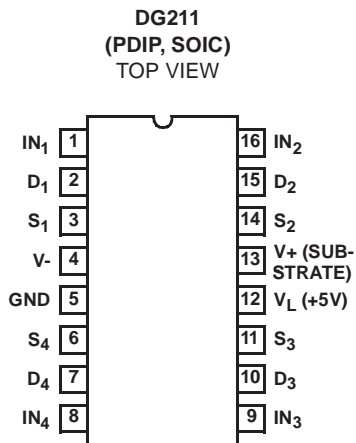 DG211
(PDIP, SOIC)
TOP VIEW
IN1 1 16 IN2
D1 2 15 D2
S1 3 14 S2
V- 4 13 V+ (SUB-
STRATE)
GND 5 12 VL (+5V)
S4 6 11 S3
D4 7 10 D3
IN4 8 9 IN3